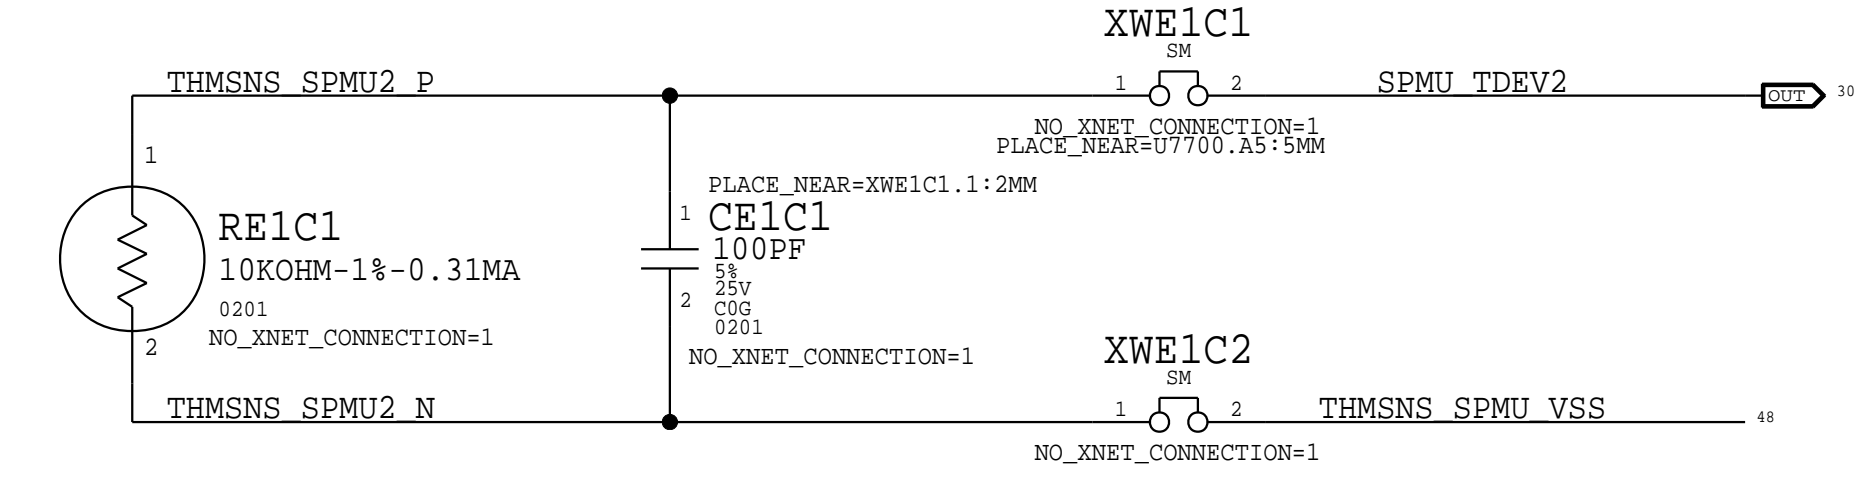 XWE1C1
SM
THMSNS_SPMU2_P
1
2
SPMU_TDEV2
OUT
30
NO_XNET_CONNECTION=1
PLACE_NEAR=U7700.A5:5MM
1
PLACE_NEAR=XWE1C1.1:2MM
1
CE1C1
100PF
5%
25V
C0G
0201
2
NO_XNET_CONNECTION=1
RE1C1
10KOHM-1%-0.31MA
0201
NO_XNET_CONNECTION=1
2
XWE1C2
SM
THMSNS_SPMU2_N
1
2
THMSNS_SPMU_VSS
48
NO_XNET_CONNECTION=1